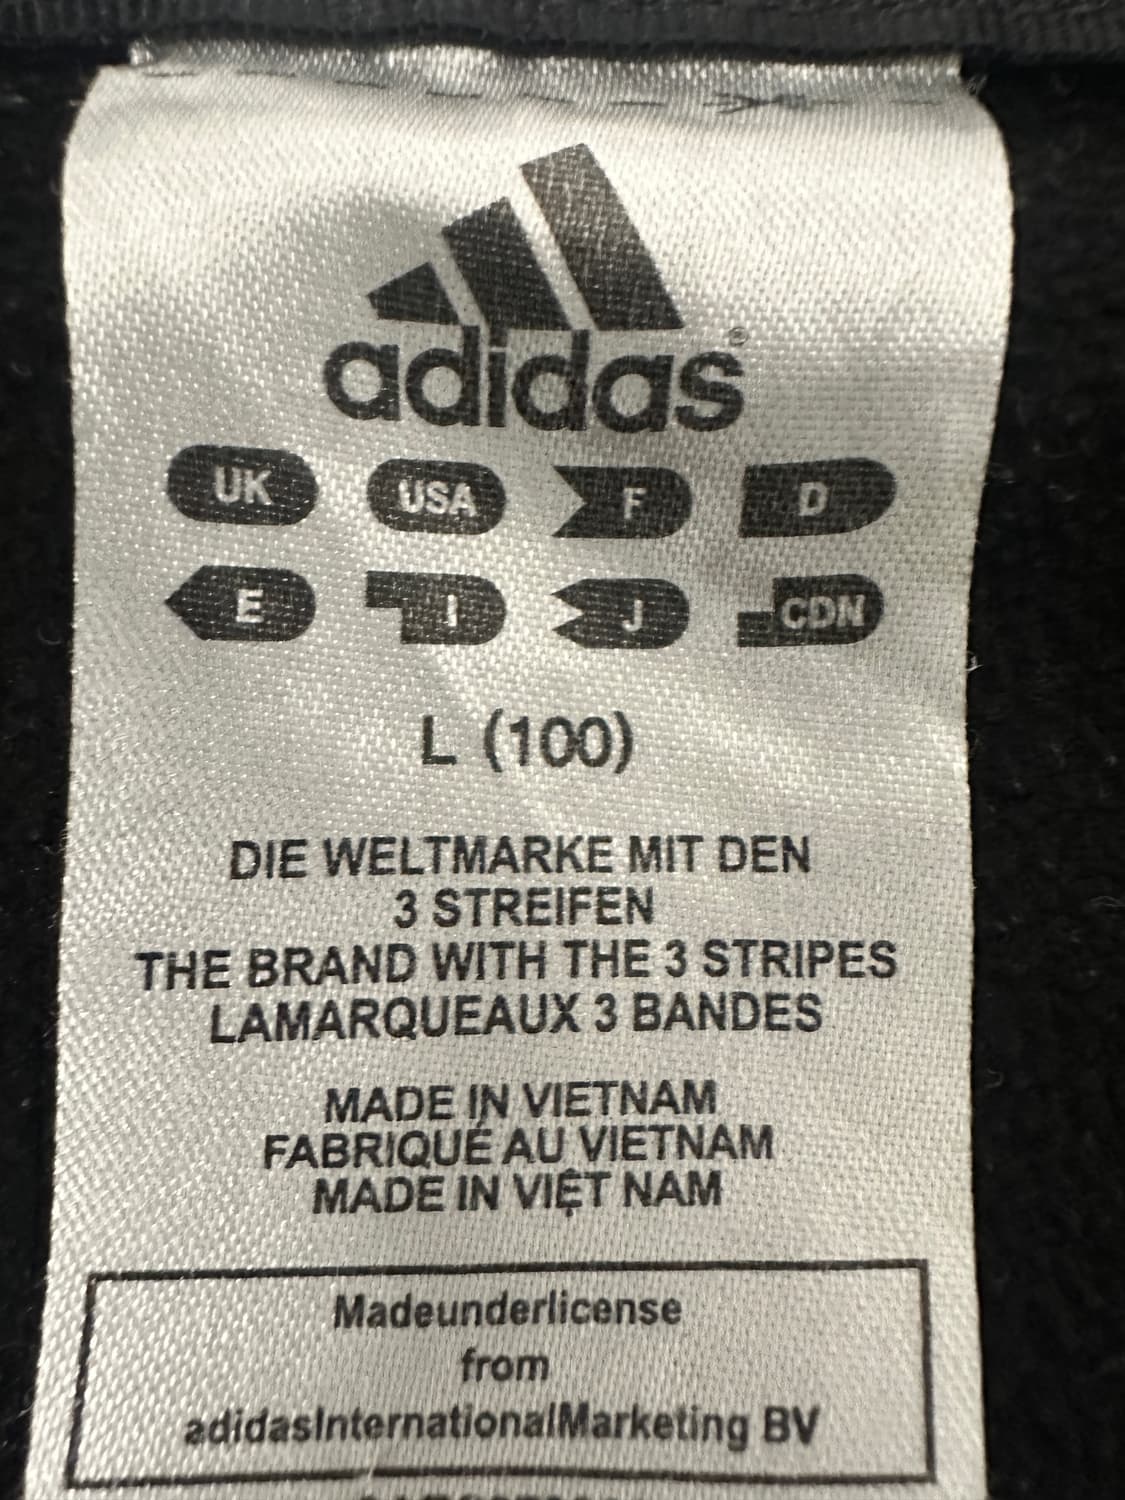 adidas®
UK USA F D
E I J CDN
L (100)
DIE WELTMARKE MIT DEN
3 STREIFEN
THE BRAND WITH THE 3 STRIPES
LAMARQUEAUX 3 BANDES
MADE IN VIETNAM
FABRIQUÉ AU VIETNAM
MADE IN VIỆT NAM
Madeunderlicense
from
adidasInternationalMarketing BV